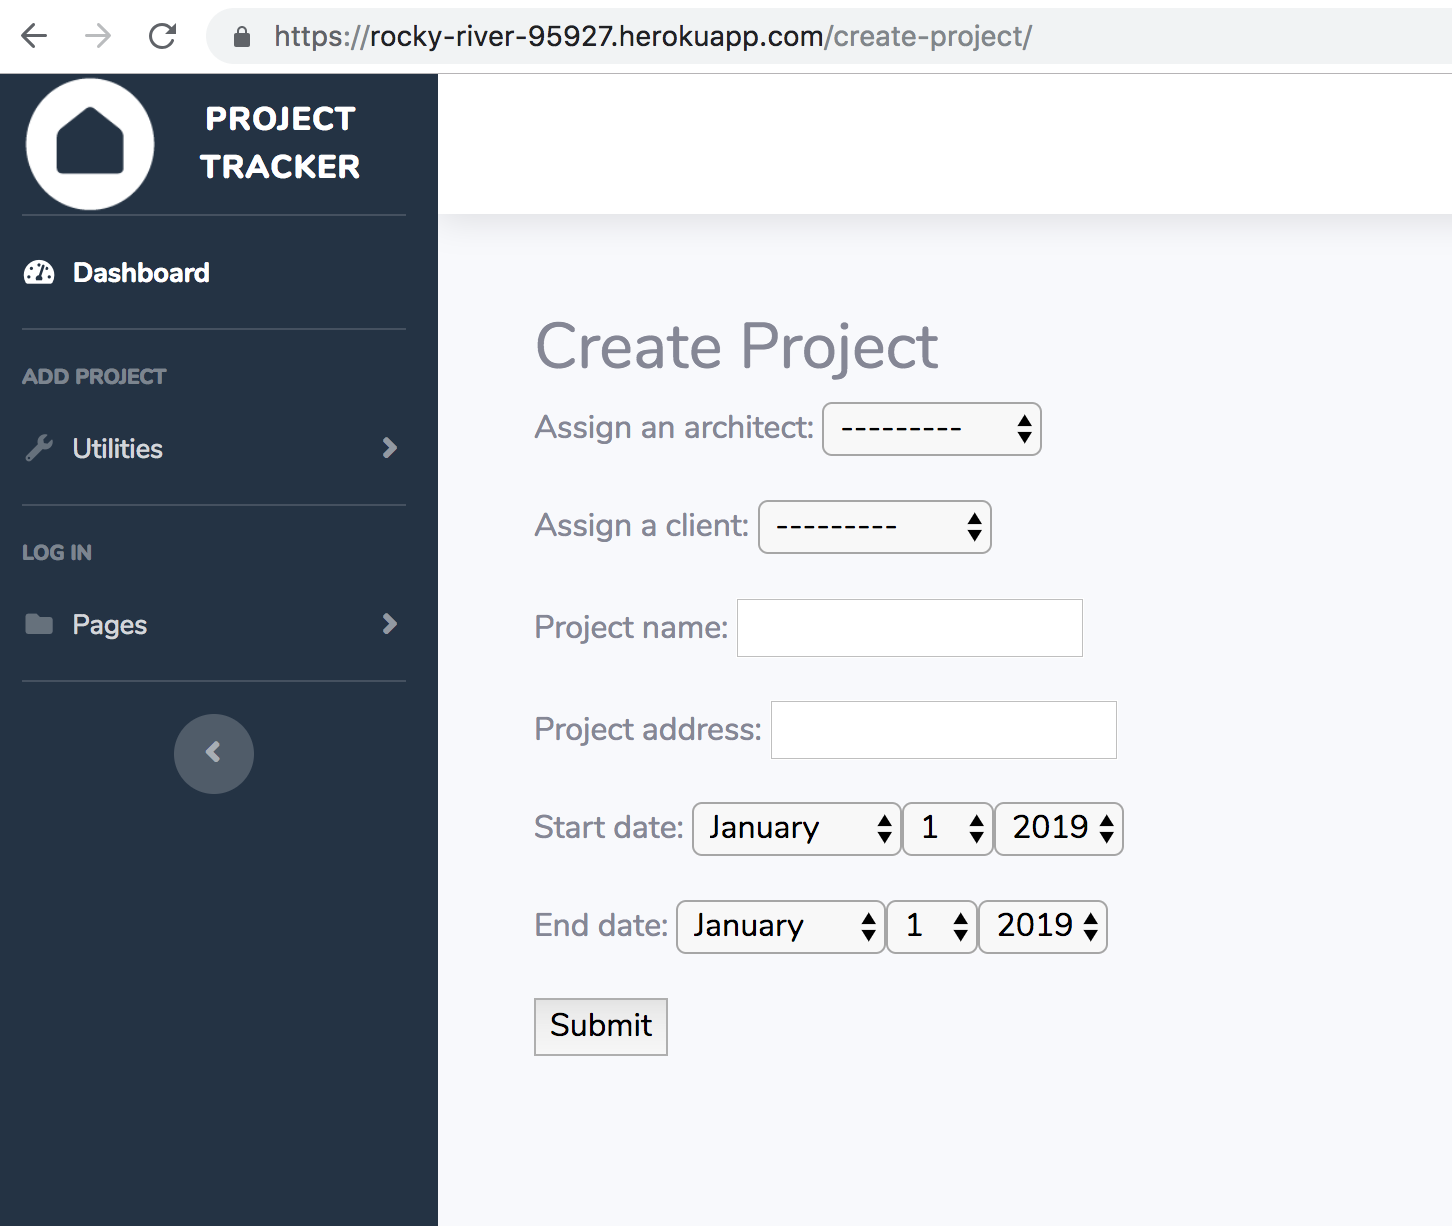 https://rocky-river-95927.herokuapp.com/create-project/
PROJECT
TRACKER
Dashboard
ADD PROJECT
Utilities
LOG IN
Pages
Create Project
Assign an architect: ---------
Assign a client: ---------
Project name:
Project address:
Start date: January 1 2019
End date: January 1 2019
Submit